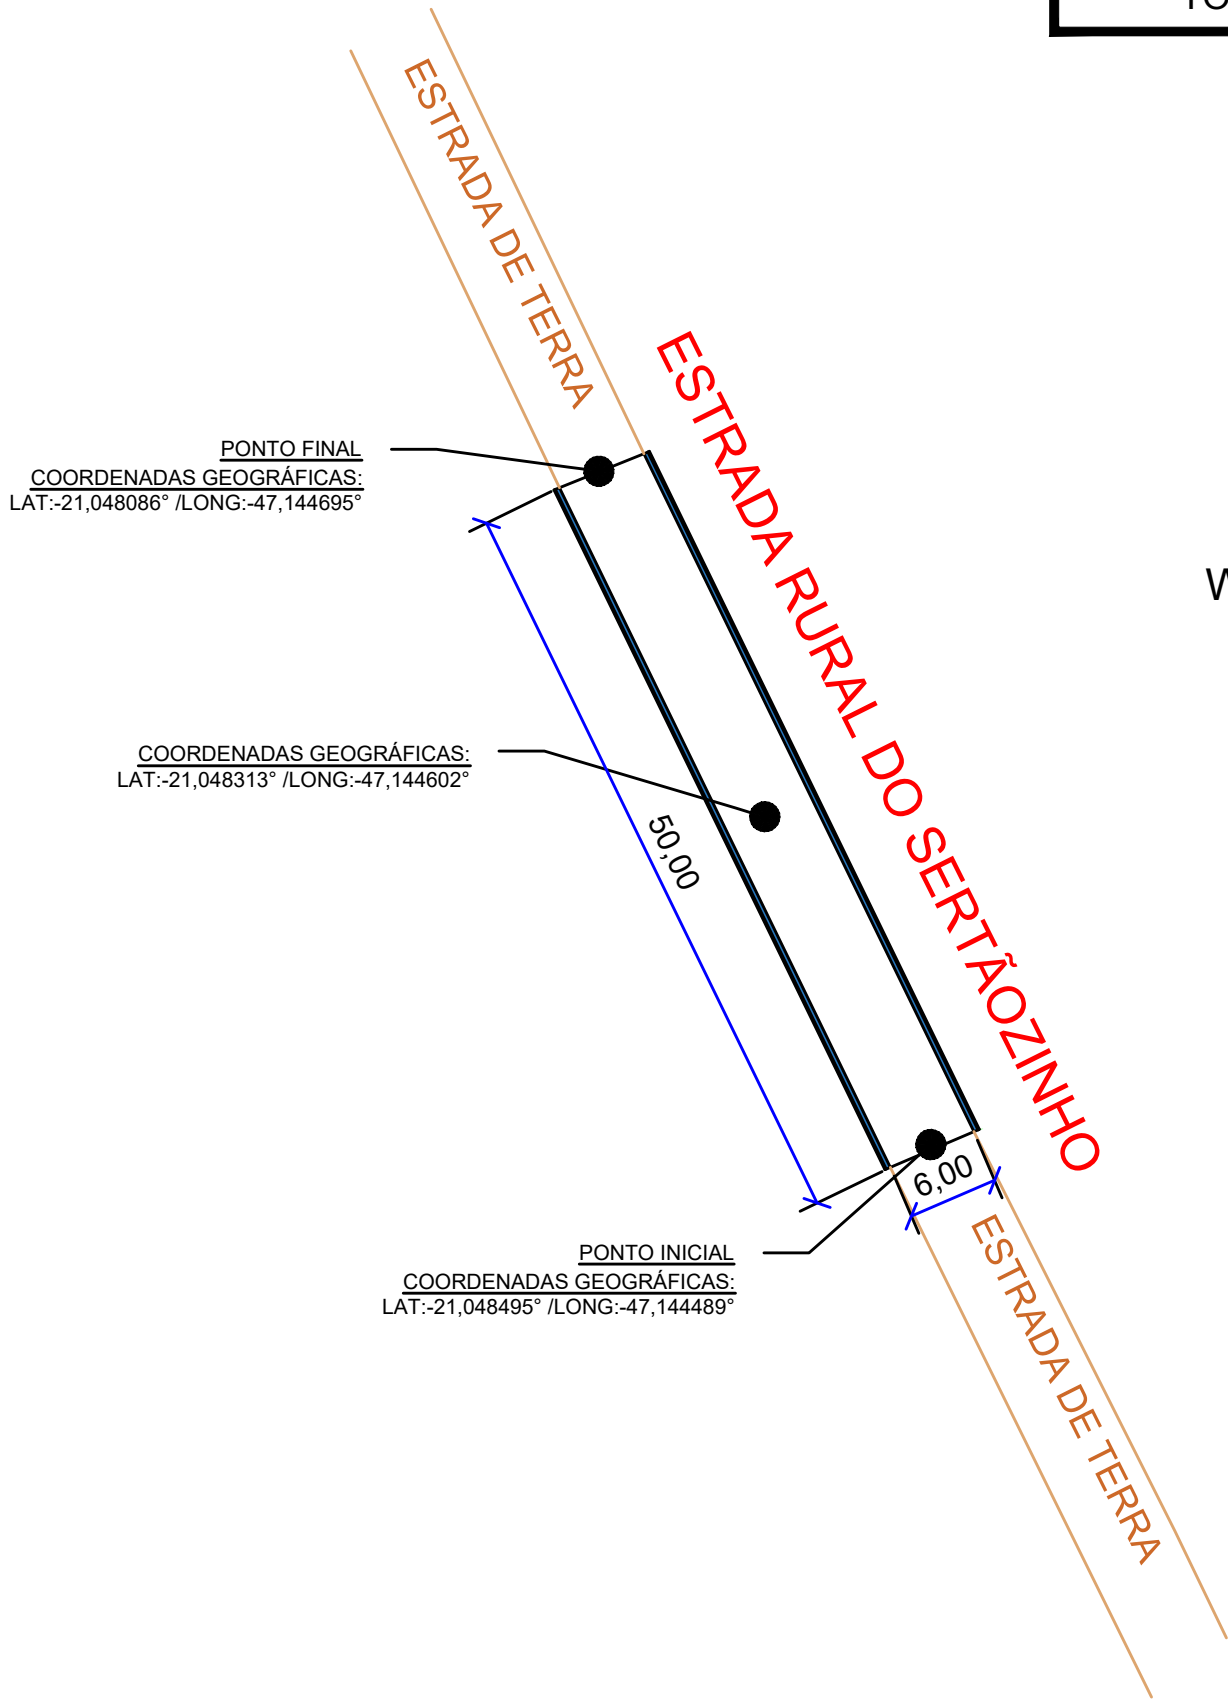 ESTRADA DE TERRA
ESTRADA RURAL DO SERTÃOZINHO
PONTO FINAL
COORDENADAS GEOGRÁFICAS:
LAT:-21,048086° /LONG:-47,144695°
COORDENADAS GEOGRÁFICAS:
LAT:-21,048313° /LONG:-47,144602°
50,00
6,00
PONTO INICIAL
COORDENADAS GEOGRÁFICAS:
LAT:-21,048495° /LONG:-47,144489°
ESTRADA DE TERRA